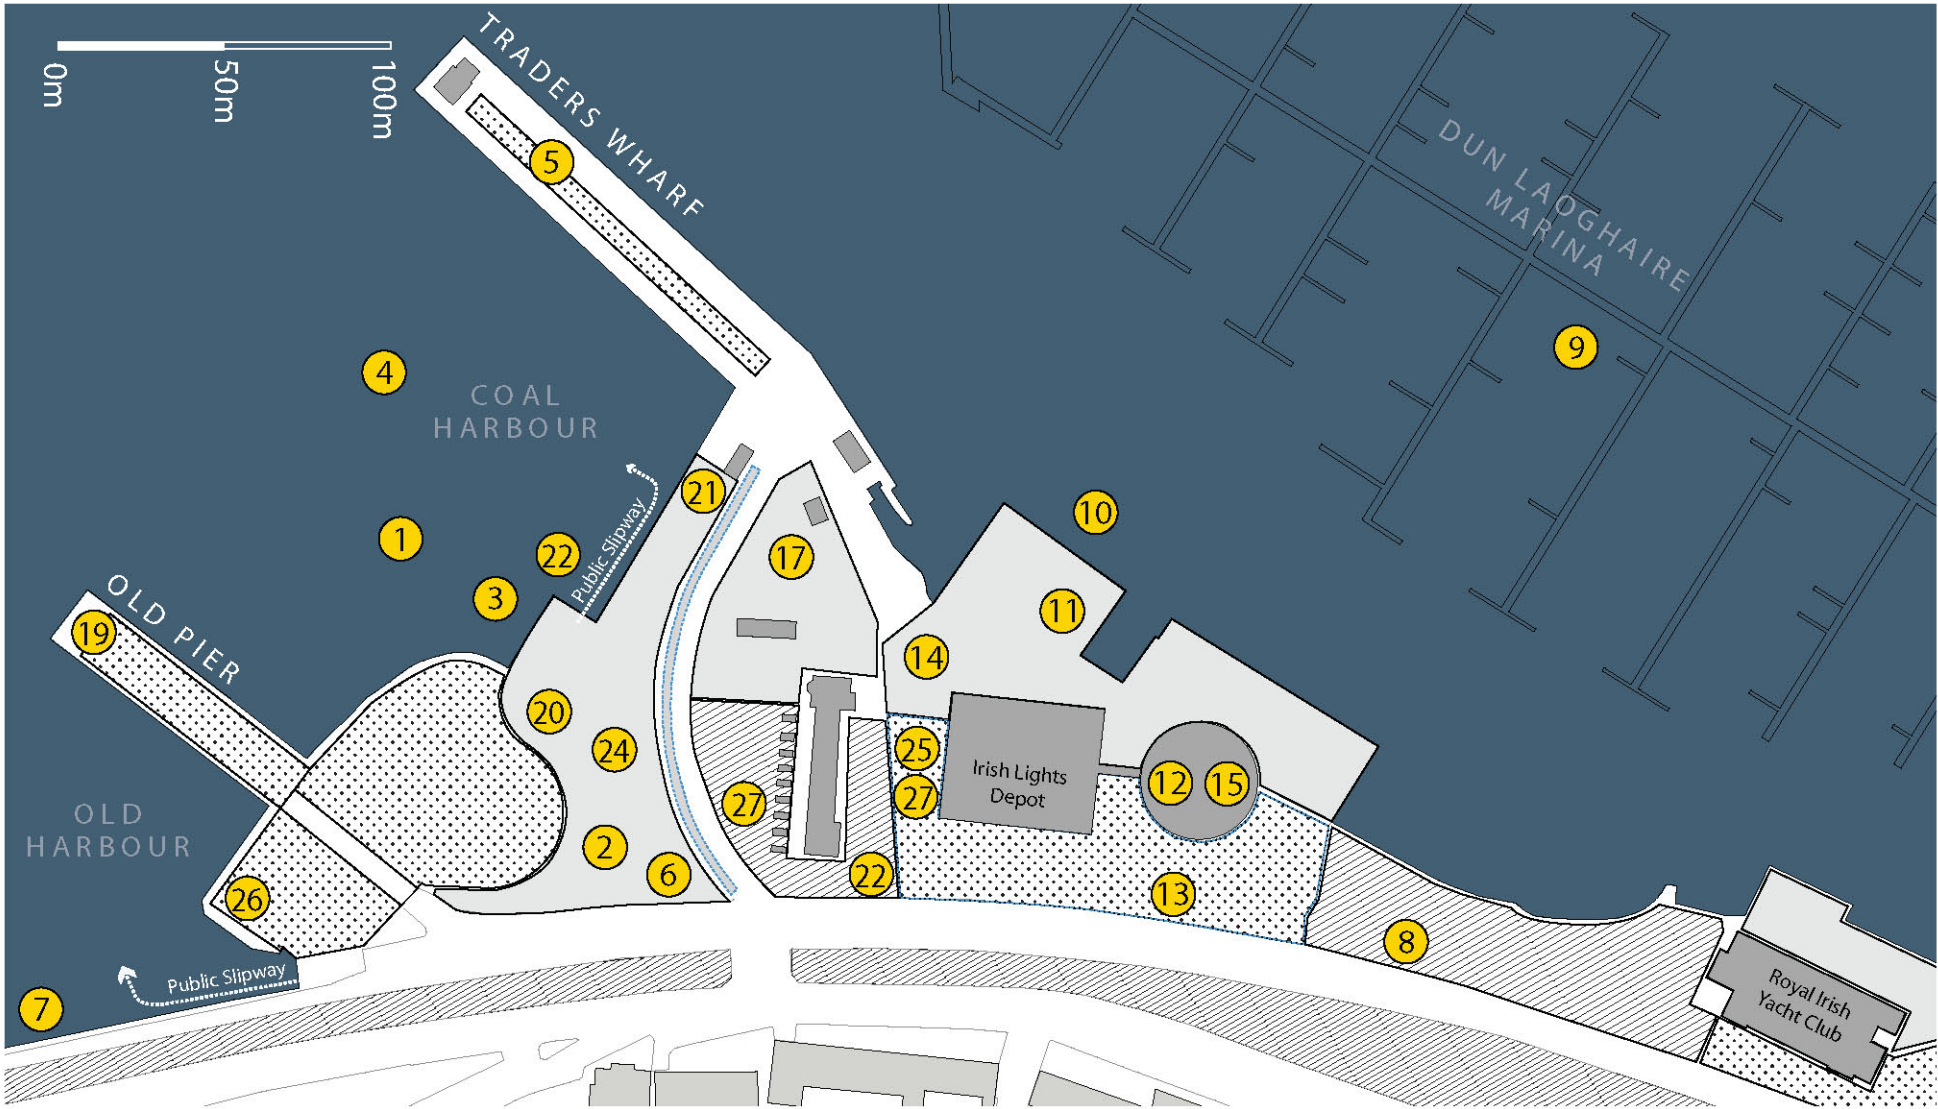 0m
50m
100m
TRADERS WHARF
5
DUN LAOGHAIRE
MARINA
9
4
COAL
HARBOUR
21
10
1
22
Public Slipway
17
3
11
OLD PIER
19
14
20
24
25
Irish Lights
Depot
12
15
27
27
OLD
HARBOUR
2
6
22
13
26
8
Public Slipway
7
Royal Irish
Yacht Club